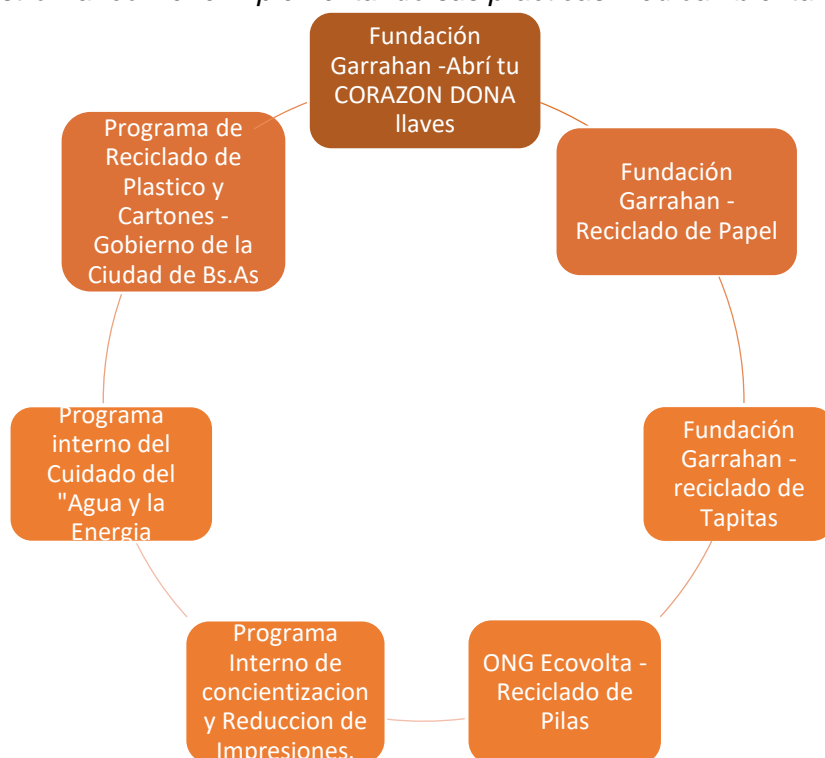 Fundación
Garrahan -Abrí tu
CORAZON DONA
llaves
Fundación
Garrahan -
Reciclado de Papel
Fundación
Garrahan -
reciclado de
Tapitas
ONG Ecovolta -
Reciclado de
Pilas
Programa
Interno de
concientizacion
y Reduccion de
Impresiones.
Programa
interno del
Cuidado del
"Agua y la
Energia
Programa de
Reciclado de
Plastico y
Cartones -
Gobierno de la
Ciudad de Bs.As